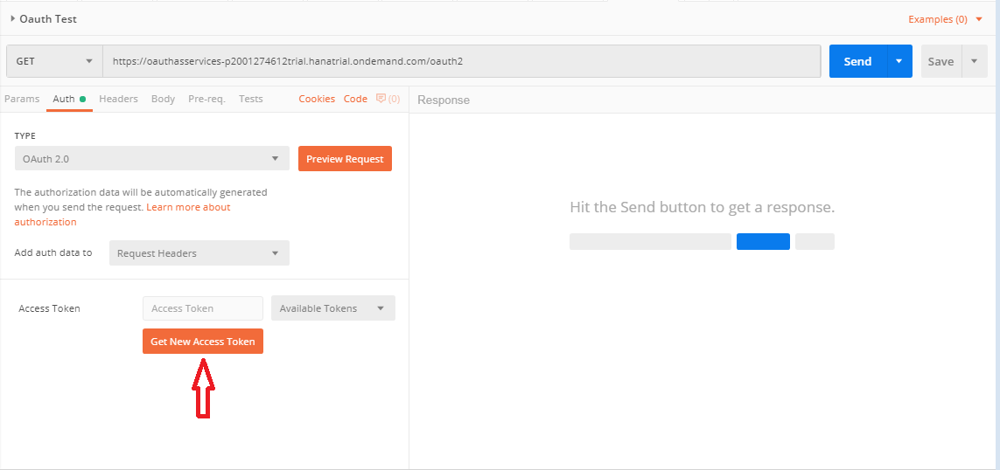 Oauth Test
Examples (0)
GET
https://oauthasservices-p2001274612trial.hanatrial.ondemand.com/oauth2
Send
Save
Params Auth Headers Body Pre-req. Tests Cookies Code (0)
Response
TYPE
OAuth 2.0
Preview Request
The authorization data will be automatically generated
when you send the request. Learn more about
authorization
Add auth data to
Request Headers
Hit the Send button to get a response.
Access Token
Access Token
Available Tokens
Get New Access Token